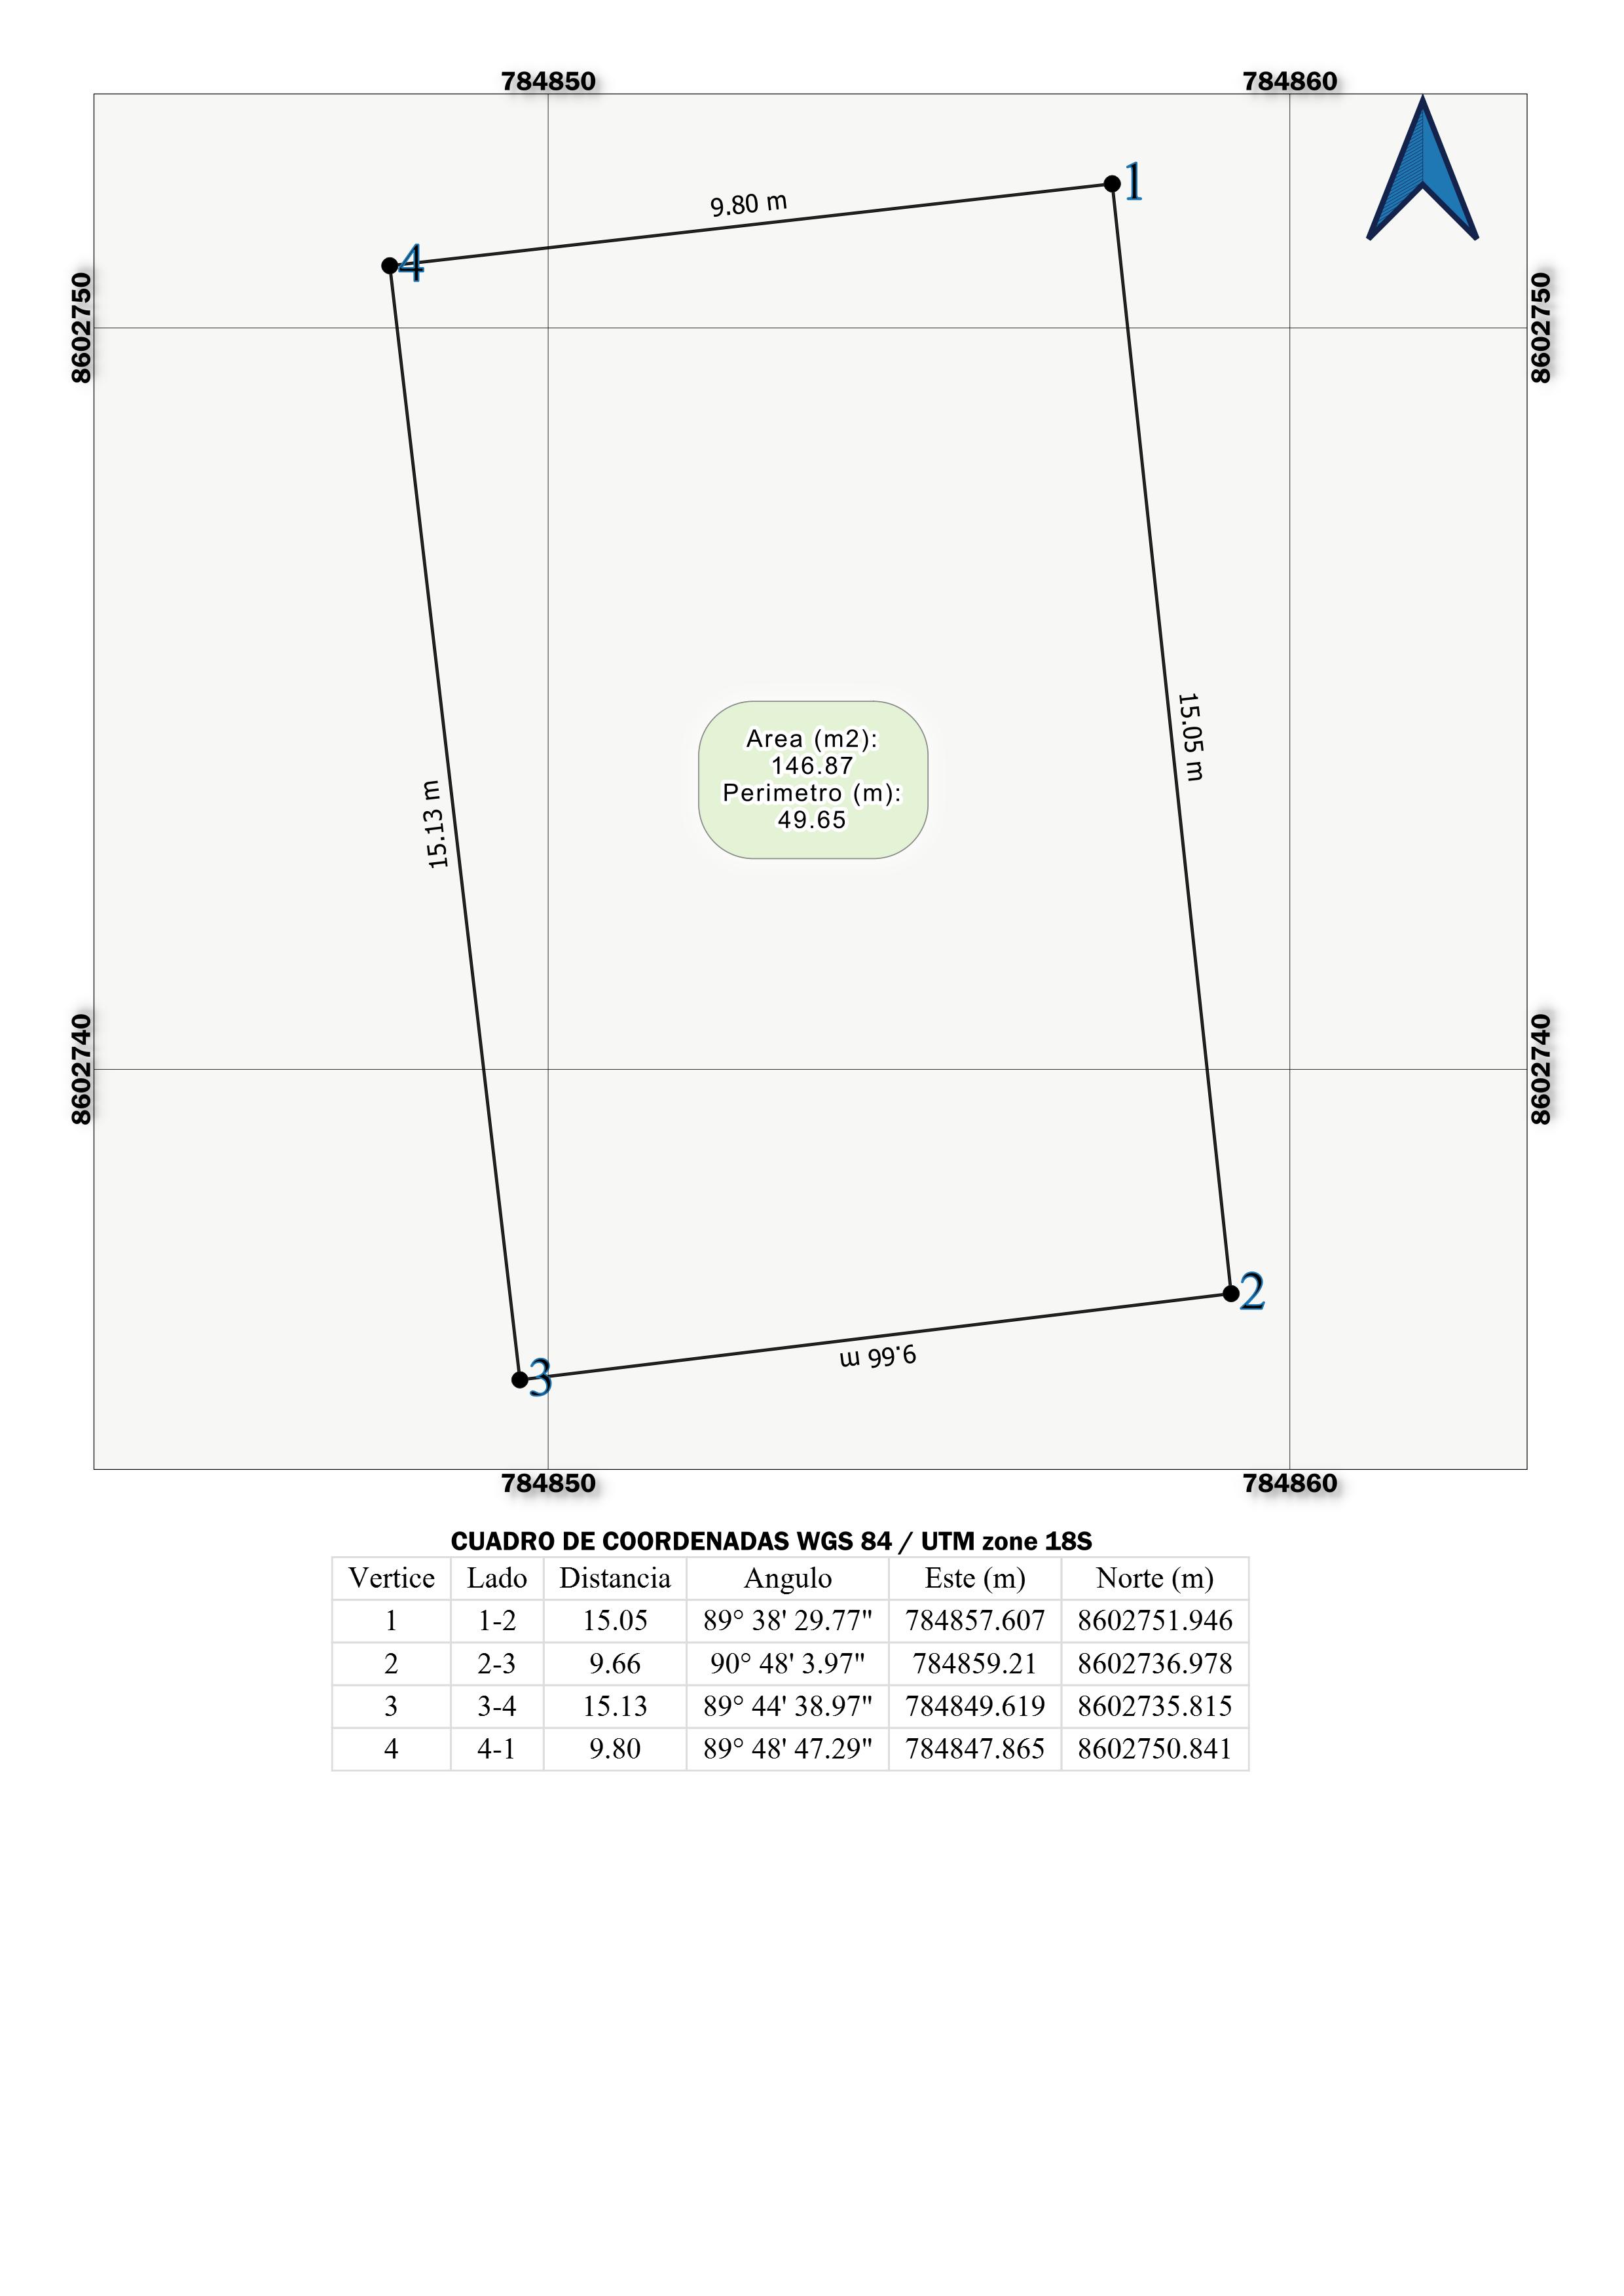 784850 784860
1
9.80 m
4
8602750 8602750
15.05 m
Area (m2):
146.87
Perimetro (m):
49.65
15.13 m
8602740 8602740
2
9.66 m
3
784850 784860
CUADRO DE COORDENADAS WGS 84 / UTM zone 18S
Vertice Lado Distancia Angulo Este (m) Norte (m)
1 1-2 15.05 89° 38' 29.77" 784857.607 8602751.946
2 2-3 9.66 90° 48' 3.97" 784859.21 8602736.978
3 3-4 15.13 89° 44' 38.97" 784849.619 8602735.815
4 4-1 9.80 89° 48' 47.29" 784847.865 8602750.841